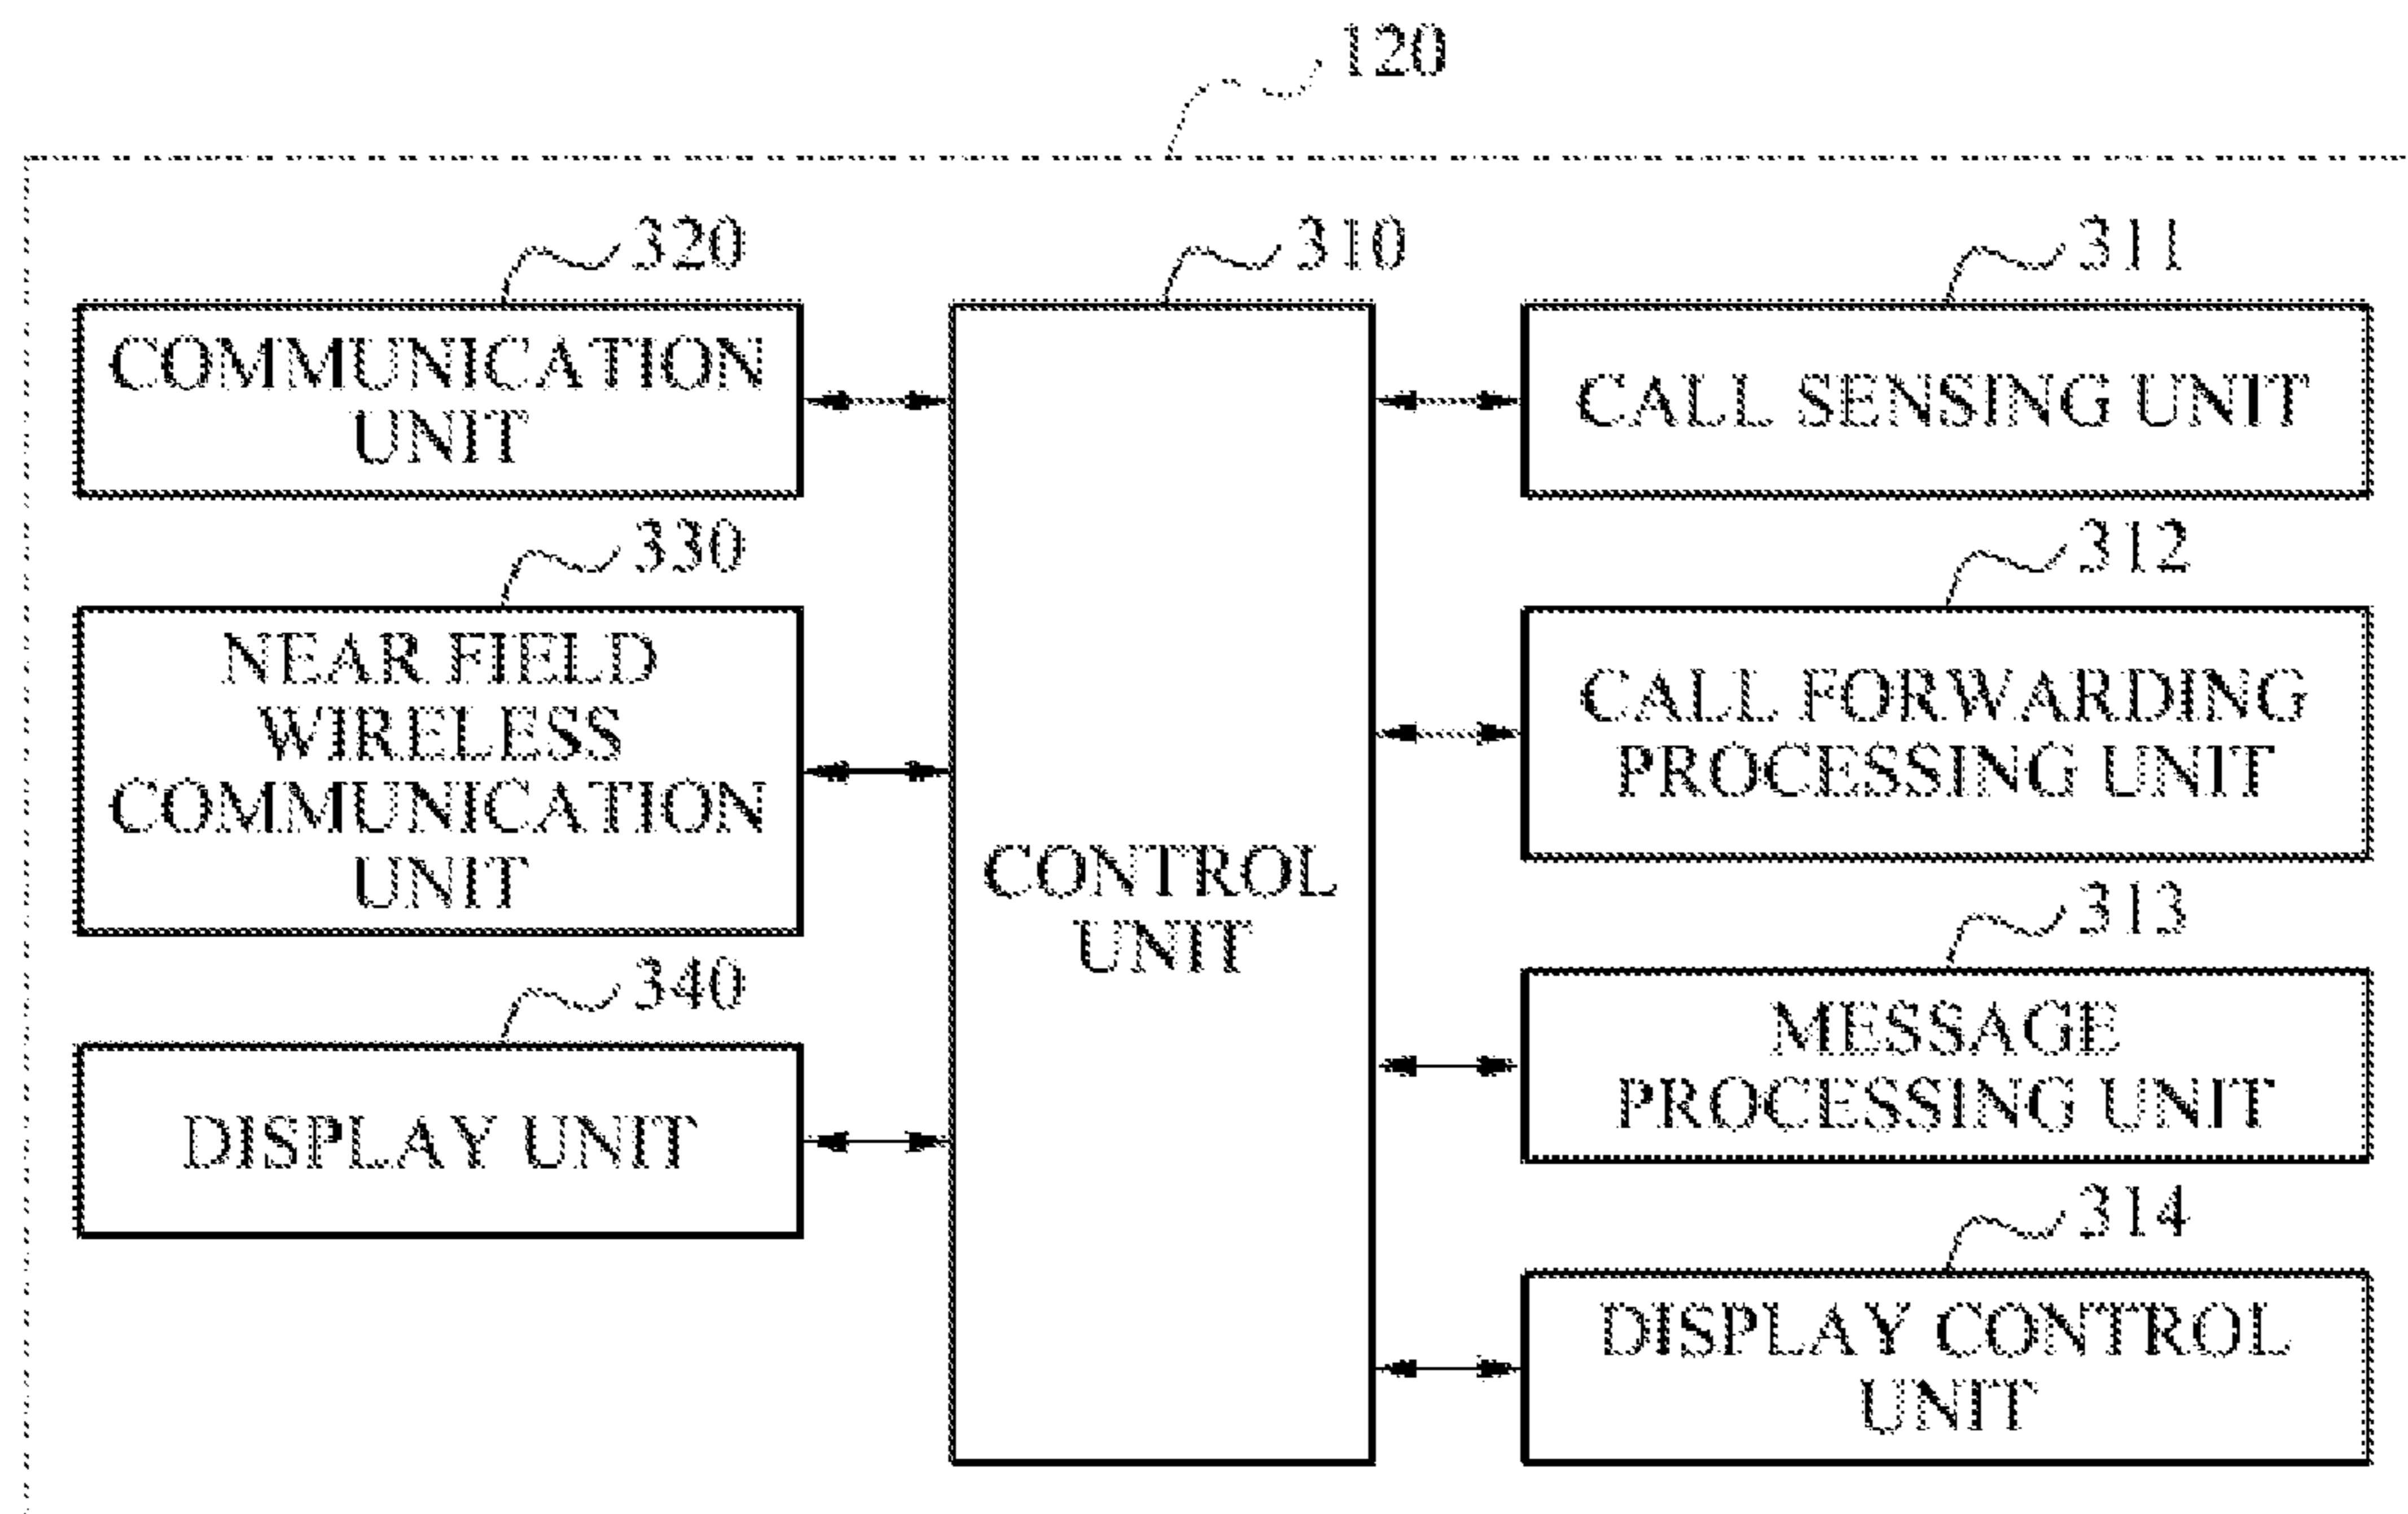 120
320
COMMUNICATION
UNIT
330
NEAR FIELD
WIRELESS
COMMUNICATION
UNIT
340
DISPLAY UNIT
310
CONTROL
UNIT
311
CALL SENSING UNIT
312
CALL FORWARDING
PROCESSING UNIT
313
MESSAGE
PROCESSING UNIT
314
DISPLAY CONTROL
UNIT